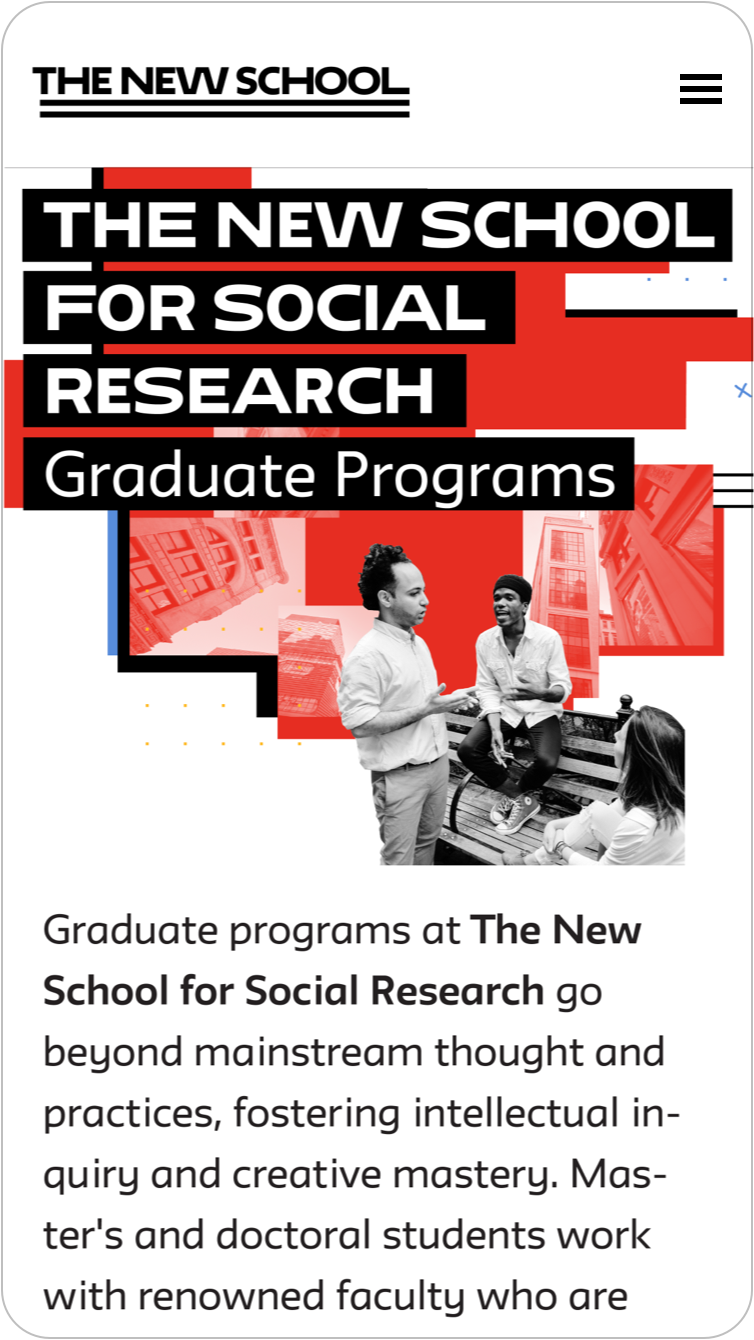 THE NEW SCHOOL
THE NEW SCHOOL
FOR SOCIAL
RESEARCH
Graduate Programs
Graduate programs at The New
School for Social Research go
beyond mainstream thought and
practices, fostering intellectual in-
quiry and creative mastery. Mas-
ter's and doctoral students work
with renowned faculty who are